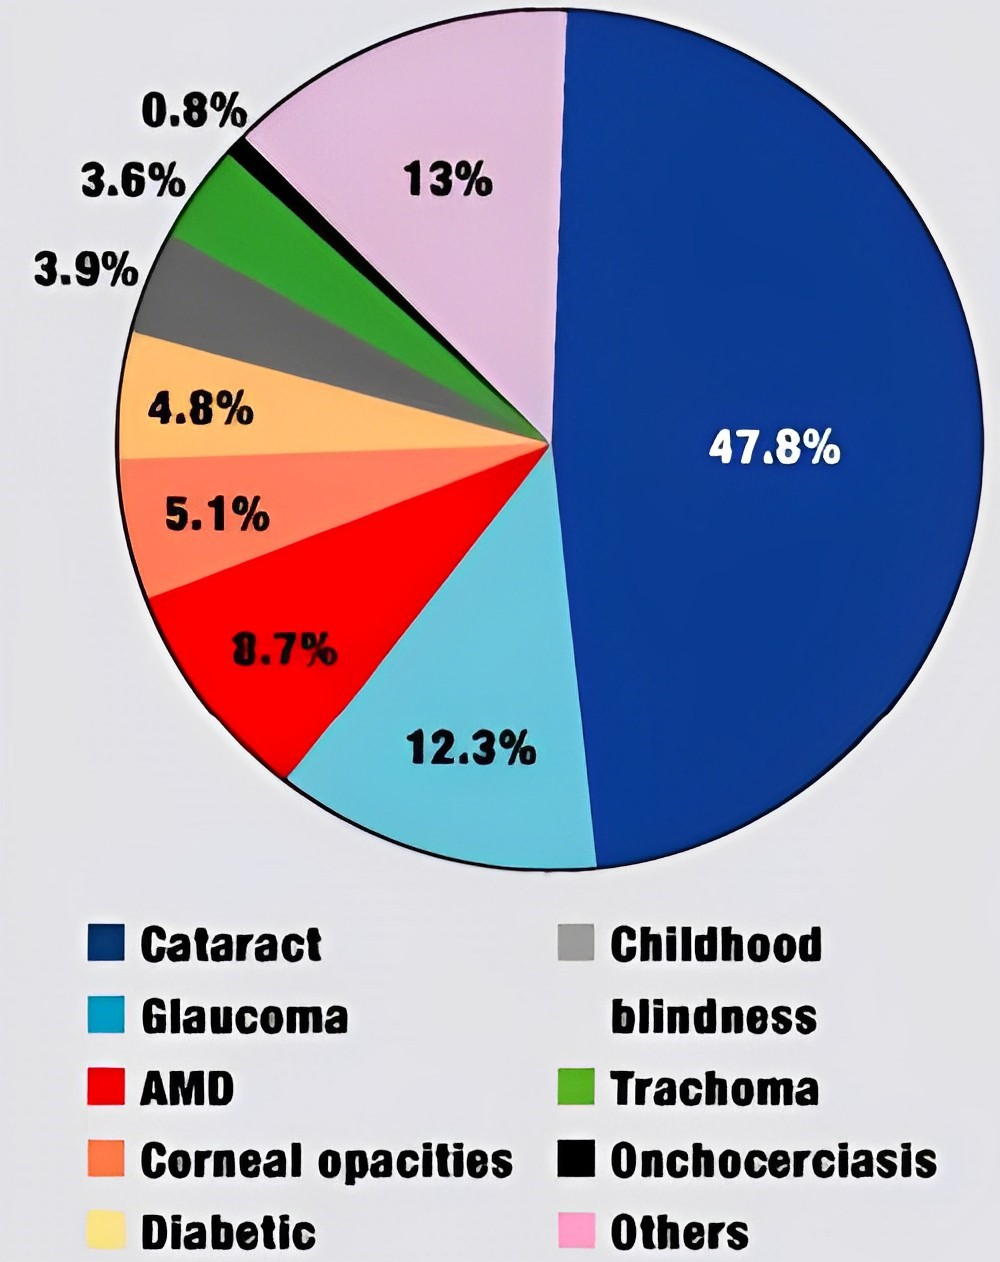 0.8%
3.6%
13%
3.9%
4.8%
47.8%
5.1%
8.7%
12.3%
Cataract
Glaucoma
AMD
Corneal opacities
Diabetic
Childhood
blindness
Trachoma
Onchocerciasis
Others